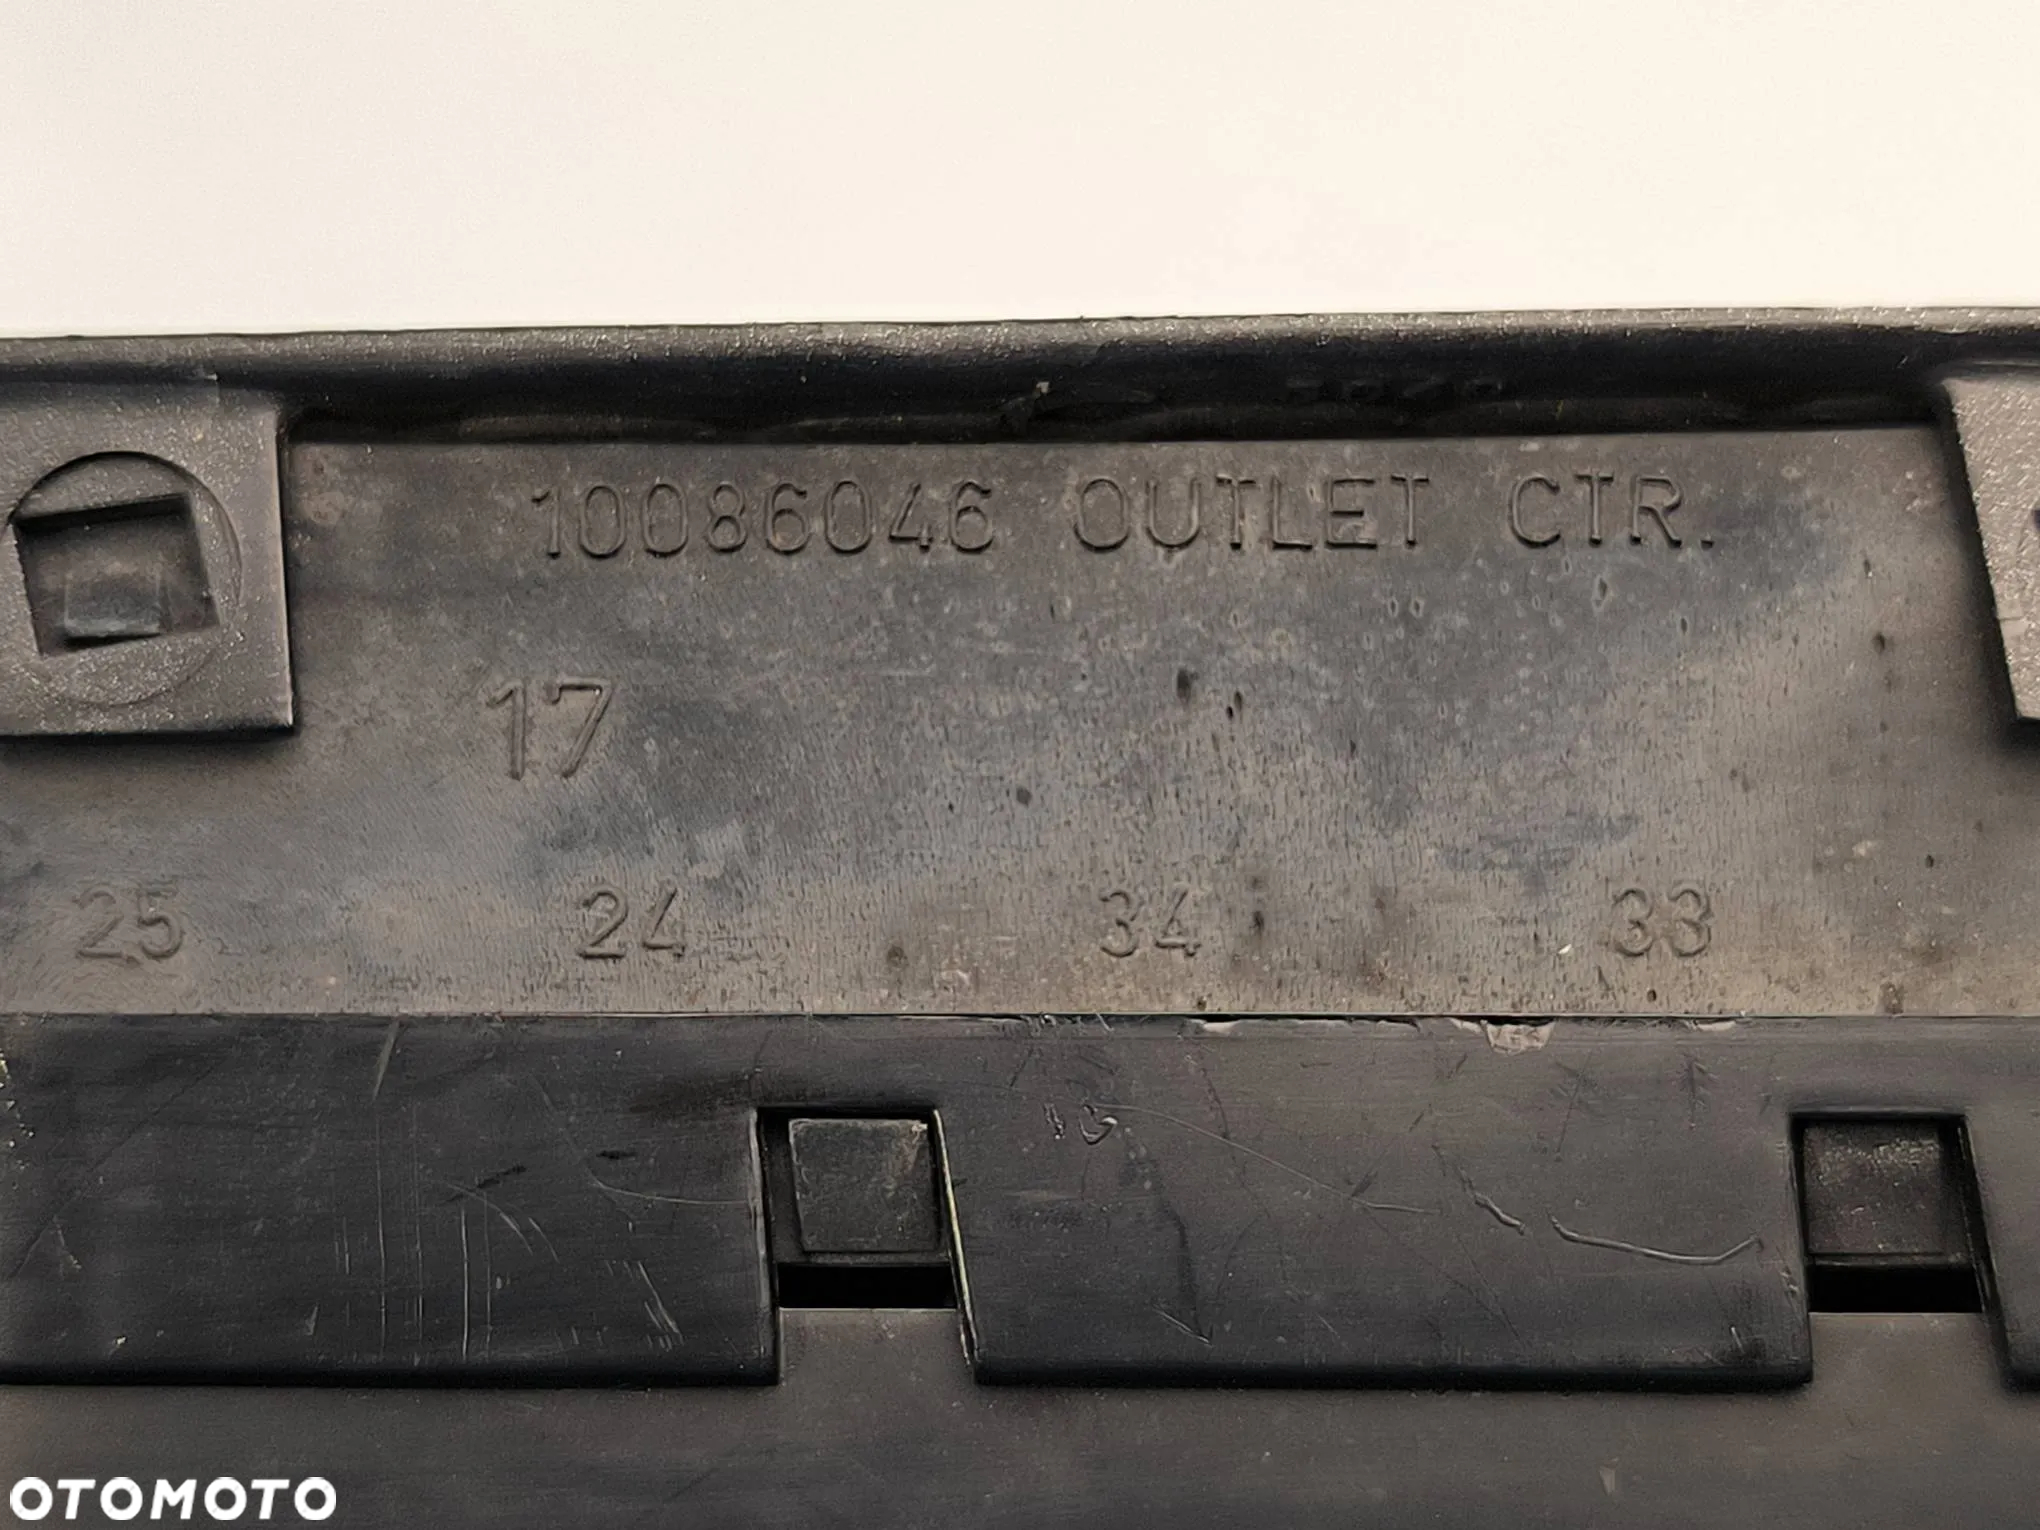 10086046 OUTLET CTR.
17
25 24 34 33
OTOMOTO